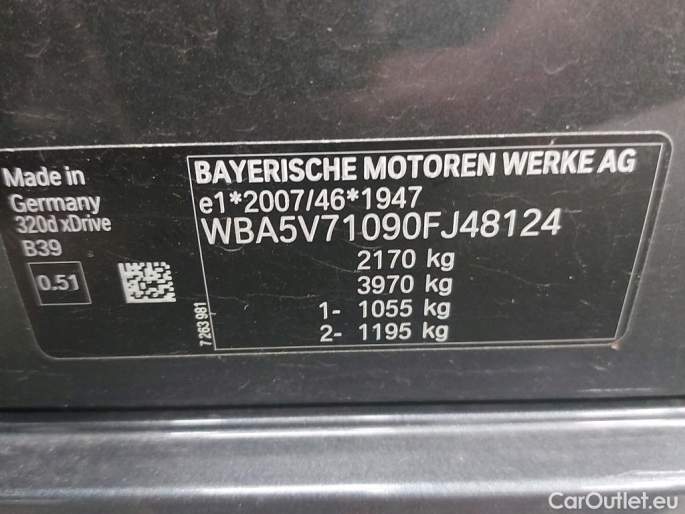 BAYERISCHE MOTOREN WERKE AG
e1*2007/46*1947
WBA5V71090FJ48124
2170 kg
3970 kg
1- 1055 kg
2- 1195 kg
Made in
Germany
320d xDrive
B39
0.51
7 263 981
CarOutlet.eu